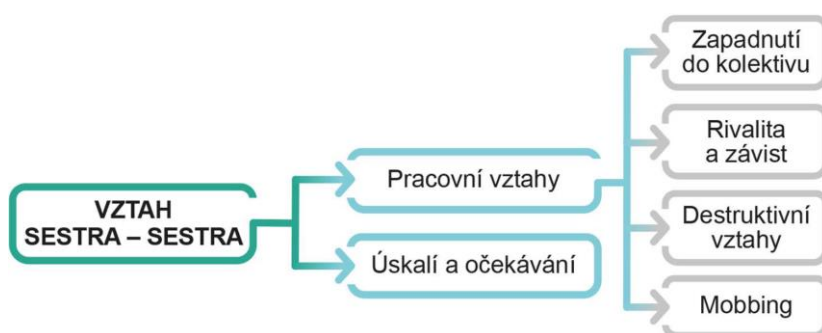 VZTAH
SESTRA – SESTRA
Pracovní vztahy
Úskalí a očekávání
Zapadnutí
do kolektivu
Rivalita
a závist
Destruktivní
vztahy
Mobbing